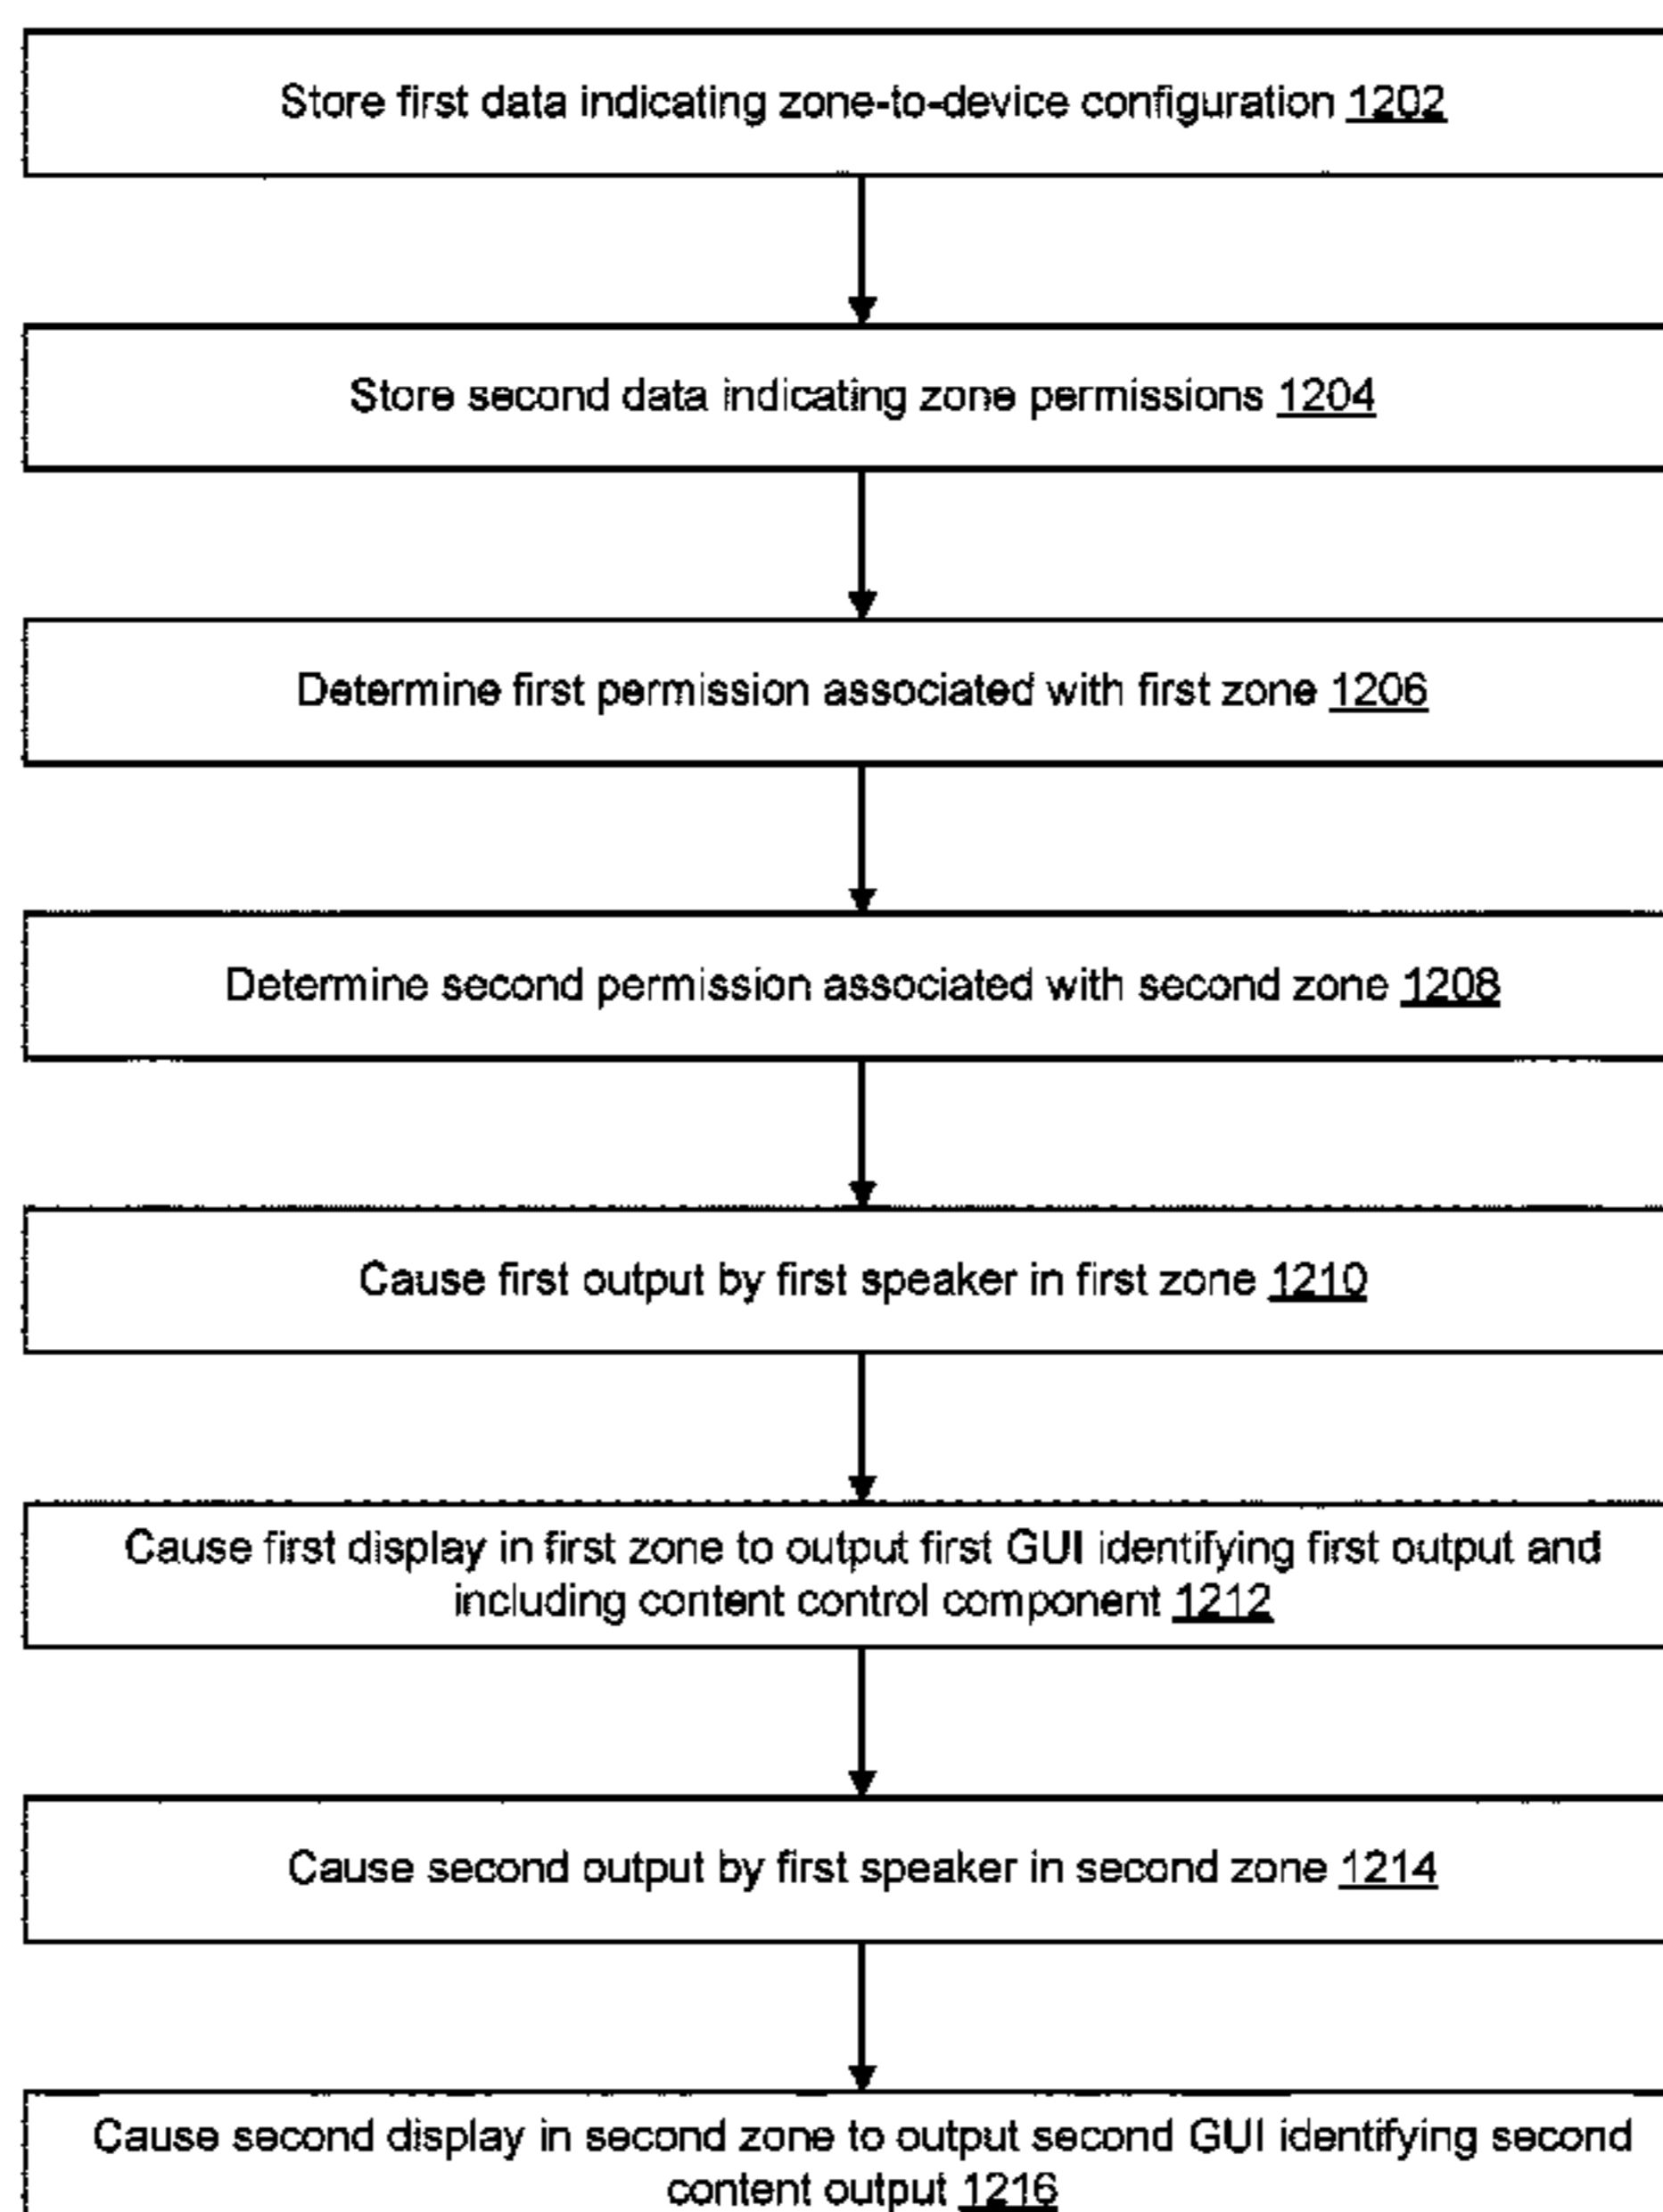 Store first data indicating zone-to-device configuration 1202
Store second data indicating zone permissions 1204
Determine first permission associated with first zone 1206
Determine second permission associated with second zone 1208
Cause first output by first speaker in first zone 1210
Cause first display in first zone to output first GUI identifying first output and
including content control component 1212
Cause second output by first speaker in second zone 1214
Cause second display in second zone to output second GUI identifying second
content output 1216